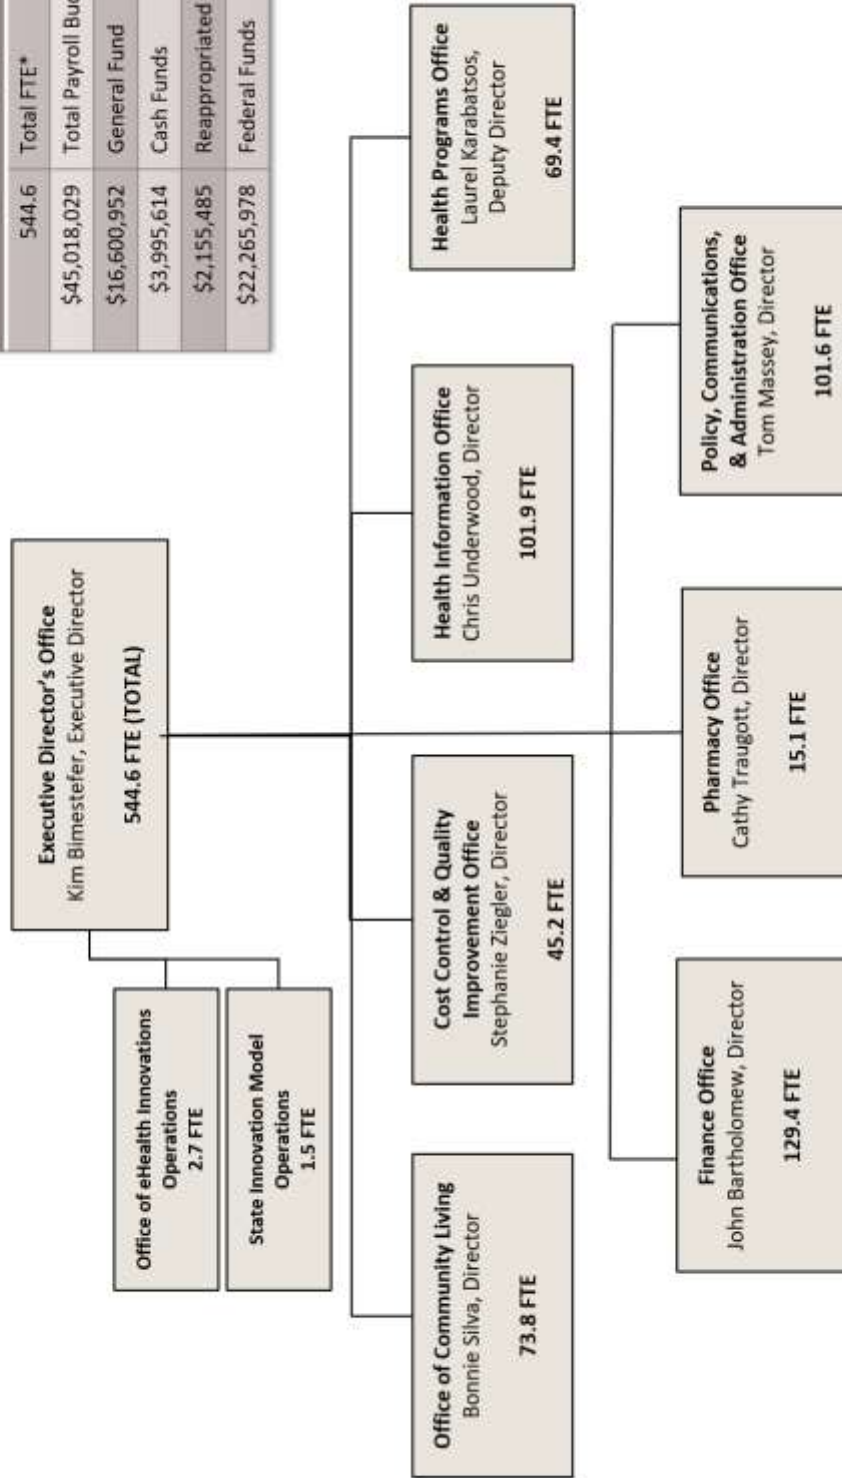 544.6 Total FTE*
$45,018,029 Total Payroll
$16,600,952 General Fund
$3,995,614 Cash Funds
$2,155,485 Reappropriated
$22,265,978 Federal Funds
Executive Director's Office
Kim Bimestefer, Executive Director
544.6 FTE (TOTAL)
Office of eHealth Innovations
Operations
2.7 FTE
State Innovation Model
Operations
1.5 FTE
Office of Community Living
Bonnie Silva, Director
73.8 FTE
Cost Control & Quality
Improvement Office
Stephanie Ziegler, Director
45.2 FTE
Health Information Office
Chris Underwood, Director
101.9 FTE
Health Programs Office
Laurel Karabatsos,
Deputy Director
69.4 FTE
Finance Office
John Bartholomew, Director
129.4 FTE
Pharmacy Office
Cathy Traugott, Director
15.1 FTE
Policy, Communications,
& Administration Office
Tom Massey, Director
101.6 FTE